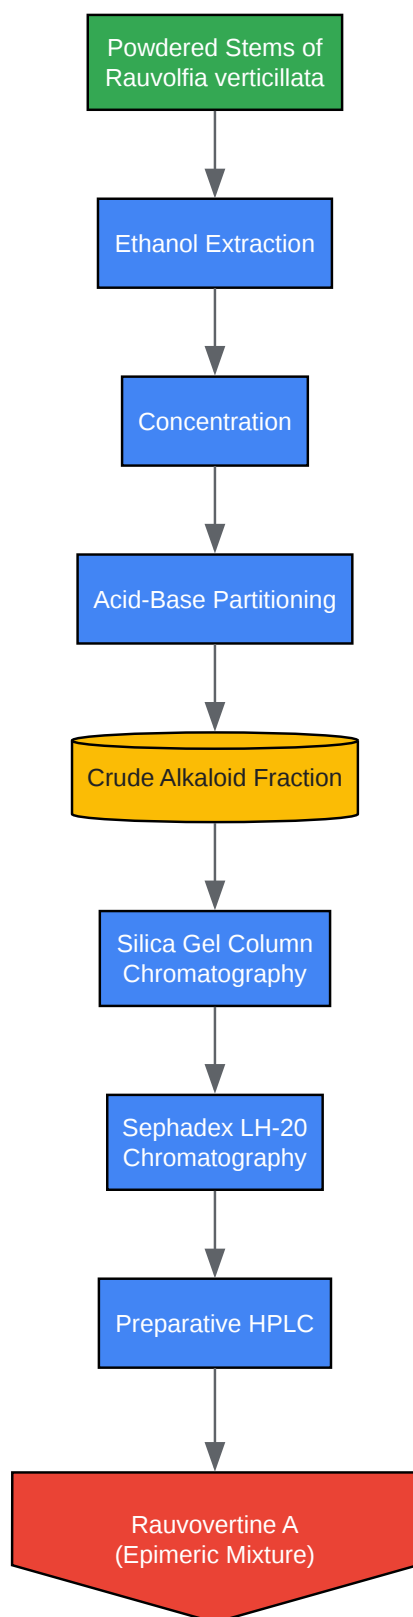 Powdered Stems of
Rauvolfia verticillata
Ethanol Extraction
Concentration
Acid-Base Partitioning
Crude Alkaloid Fraction
Silica Gel Column
Chromatography
Sephadex LH-20
Chromatography
Preparative HPLC
Rauvovertine A
(Epimeric Mixture)